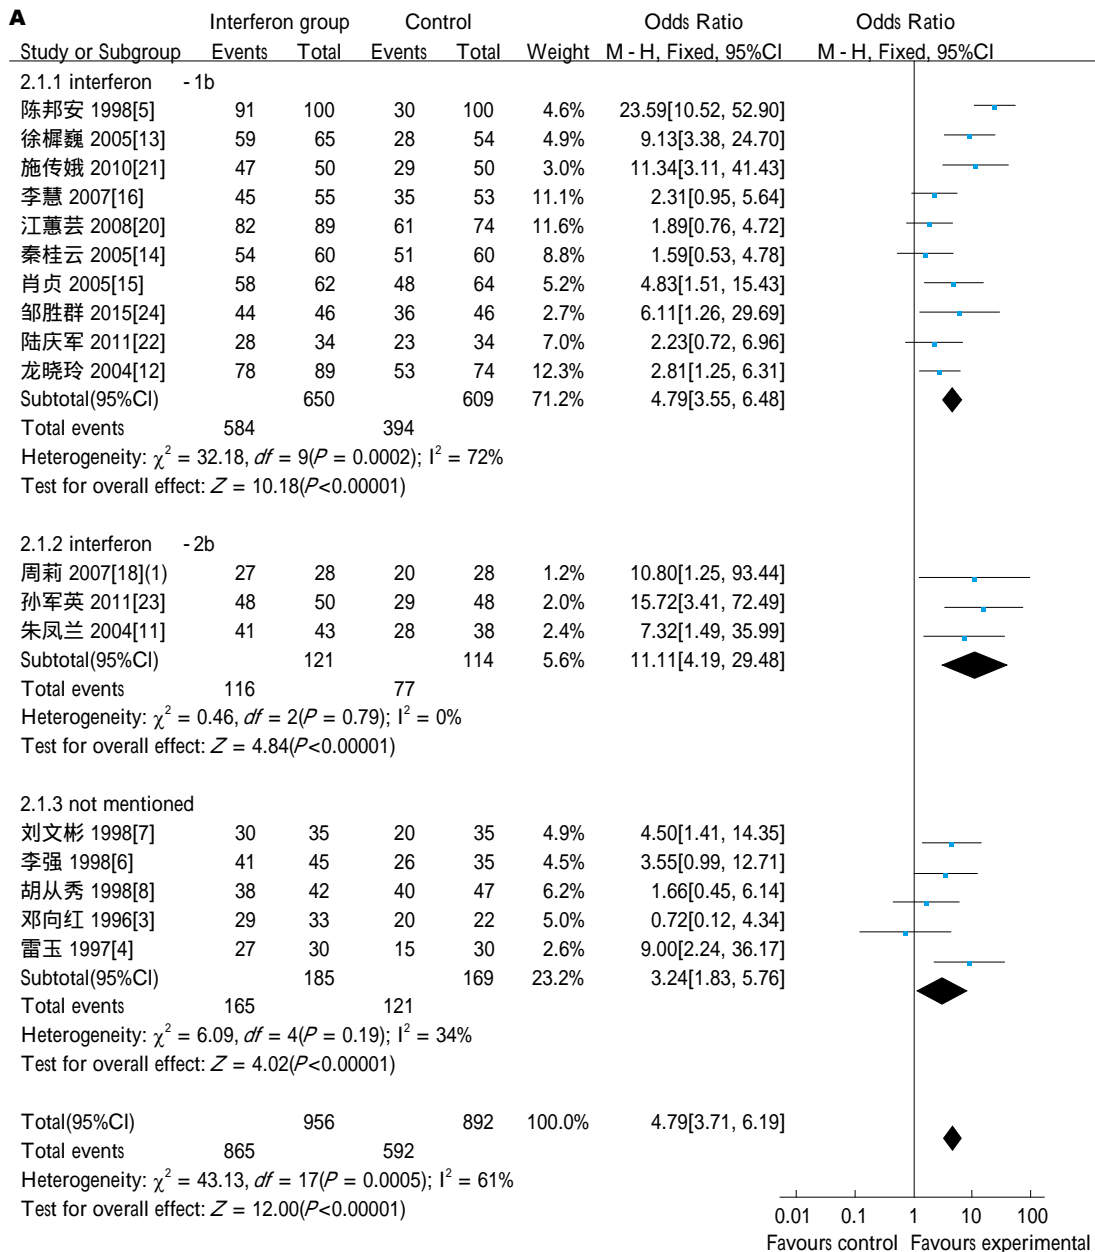 A
Interferon group Control Odds Ratio Odds Ratio
Study or Subgroup Events Total Events Total Weight M - H, Fixed, 95%CI M - H, Fixed, 95%CI
2.1.1 interferon - 1b
陈邦安 1998[5] 91 100 30 100 4.6% 23.59[10.52, 52.90]
徐樨巍 2005[13] 59 65 28 54 4.9% 9.13[3.38, 24.70]
施传娥 2010[21] 47 50 29 50 3.0% 11.34[3.11, 41.43]
李慧 2007[16] 45 55 35 53 11.1% 2.31[0.95, 5.64]
江蕙芸 2008[20] 82 89 61 74 11.6% 1.89[0.76, 4.72]
秦桂云 2005[14] 54 60 51 60 8.8% 1.59[0.53, 4.78]
肖贞 2005[15] 58 62 48 64 5.2% 4.83[1.51, 15.43]
邹胜群 2015[24] 44 46 36 46 2.7% 6.11[1.26, 29.69]
陆庆军 2011[22] 28 34 23 34 7.0% 2.23[0.72, 6.96]
龙晓玲 2004[12] 78 89 53 74 12.3% 2.81[1.25, 6.31]
Subtotal(95%CI) 650 609 71.2% 4.79[3.55, 6.48]
Total events 584 394
Heterogeneity: χ² = 32.18, df = 9(P = 0.0002); I² = 72%
Test for overall effect: Z = 10.18(P<0.00001)
2.1.2 interferon - 2b
周莉 2007[18](1) 27 28 20 28 1.2% 10.80[1.25, 93.44]
孙军英 2011[23] 48 50 29 48 2.0% 15.72[3.41, 72.49]
朱凤兰 2004[11] 41 43 28 38 2.4% 7.32[1.49, 35.99]
Subtotal(95%CI) 121 114 5.6% 11.11[4.19, 29.48]
Total events 116 77
Heterogeneity: χ² = 0.46, df = 2(P = 0.79); I² = 0%
Test for overall effect: Z = 4.84(P<0.00001)
2.1.3 not mentioned
刘文彬 1998[7] 30 35 20 35 4.9% 4.50[1.41, 14.35]
李强 1998[6] 41 45 26 35 4.5% 3.55[0.99, 12.71]
胡从秀 1998[8] 38 42 40 47 6.2% 1.66[0.45, 6.14]
邓向红 1996[3] 29 33 20 22 5.0% 0.72[0.12, 4.34]
雷玉 1997[4] 27 30 15 30 2.6% 9.00[2.24, 36.17]
Subtotal(95%CI) 185 169 23.2% 3.24[1.83, 5.76]
Total events 165 121
Heterogeneity: χ² = 6.09, df = 4(P = 0.19); I² = 34%
Test for overall effect: Z = 4.02(P<0.00001)
Total(95%CI) 956 892 100.0% 4.79[3.71, 6.19]
Total events 865 592
Heterogeneity: χ² = 43.13, df = 17(P = 0.0005); I² = 61%
Test for overall effect: Z = 12.00(P<0.00001)
0.01 0.1 1 10 100
Favours control Favours experimental